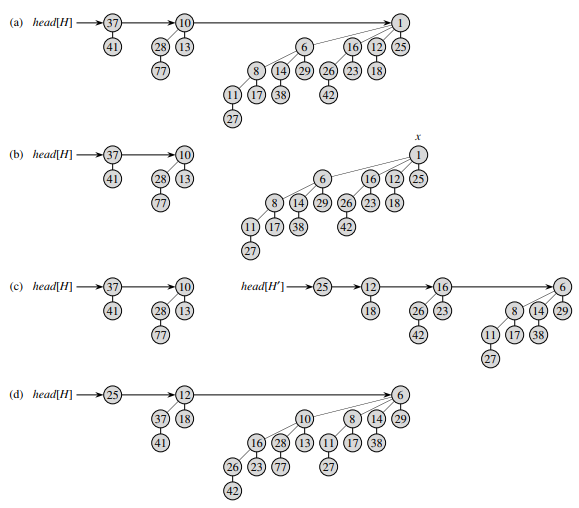 (a) head[H] 37 10 1
41 28 13 6 16 12 25
77 8 14 29 26 23 18
11 17 38 42
27
x
(b) head[H] 37 10 1
41 28 13 6 16 12 25
77 8 14 29 26 23 18
11 17 38 42
27
(c) head[H] 37 10 head[H'] 25 12 16 6
41 28 13 18 26 23 8 14 29
77 42 11 17 38
27
(d) head[H] 25 12 6
37 18 10 8 14 29
41 16 28 13 11 17 38
26 23 77 27
42